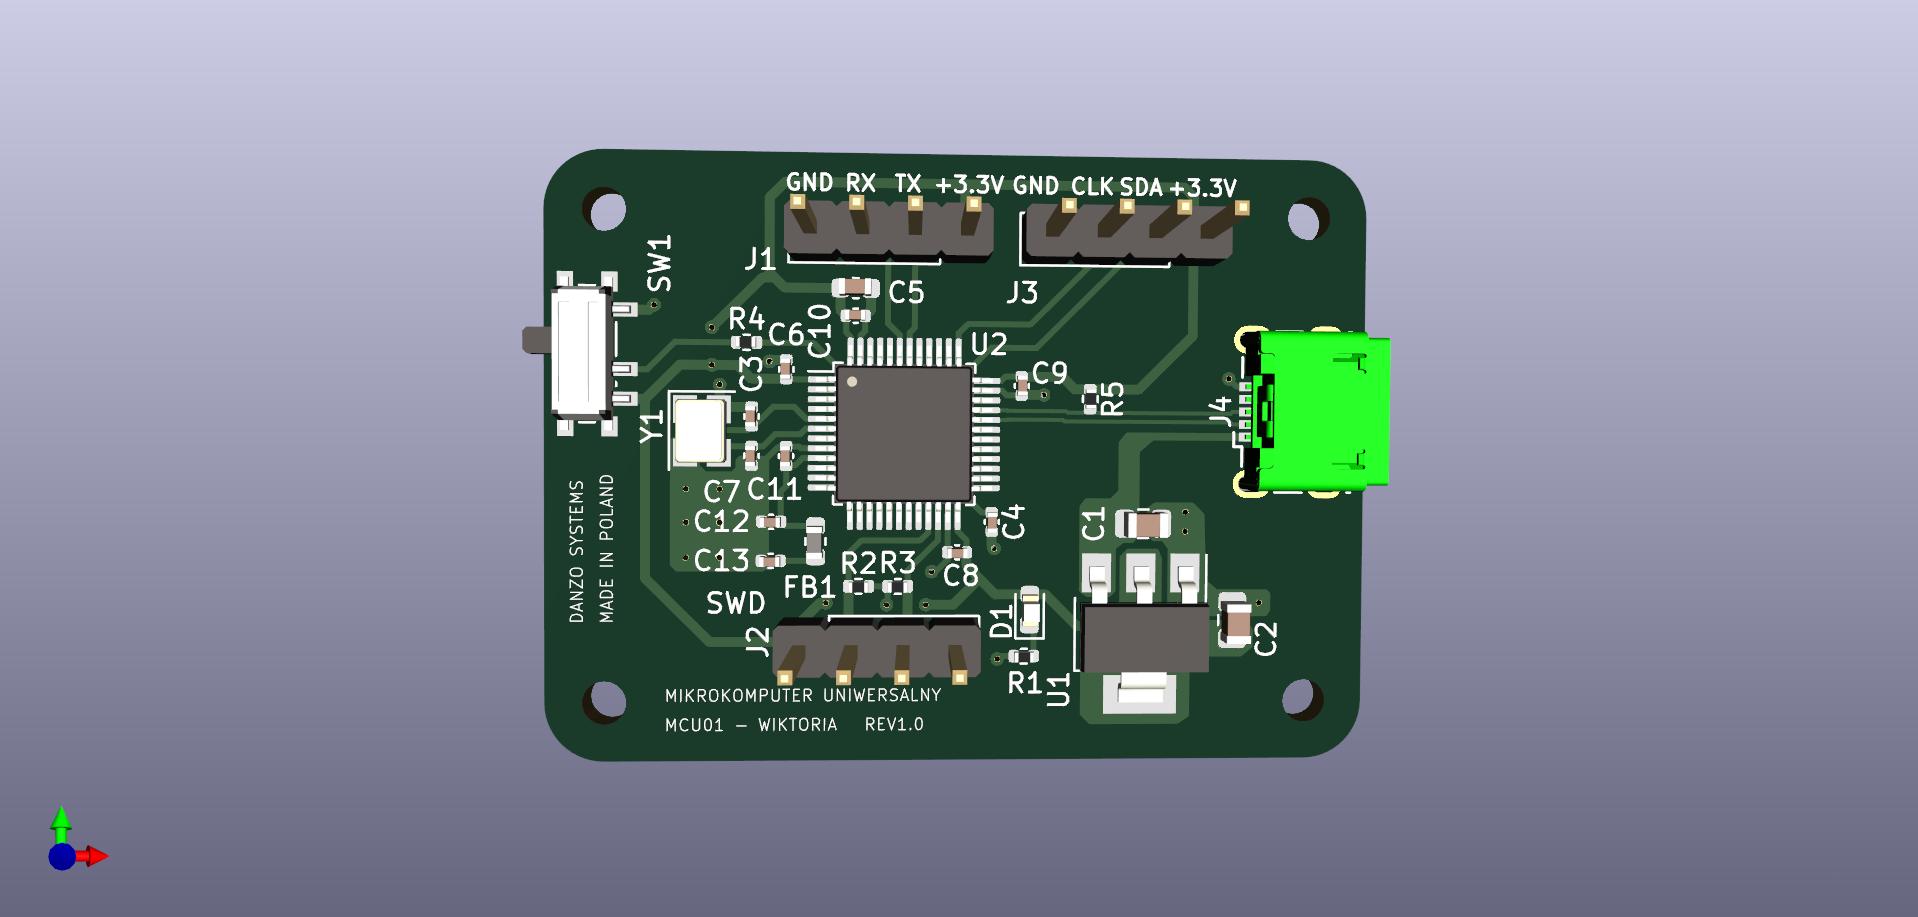 GND RX TX +3.3V GND CLK SDA +3.3V
SW1
J1
J3
C5
R4
C6
C10
U2
C3
C9
R5
J4
Y1
C7
C11
C12
C13
C4
C1
FB1
R2
R3
C8
SWD
J2
D1
R1
U1
C2
DANZO SYSTEMS
MADE IN POLAND
MIKROKOMPUTER UNIWERSALNY
MCU01 – WIKTORIA REV1.0